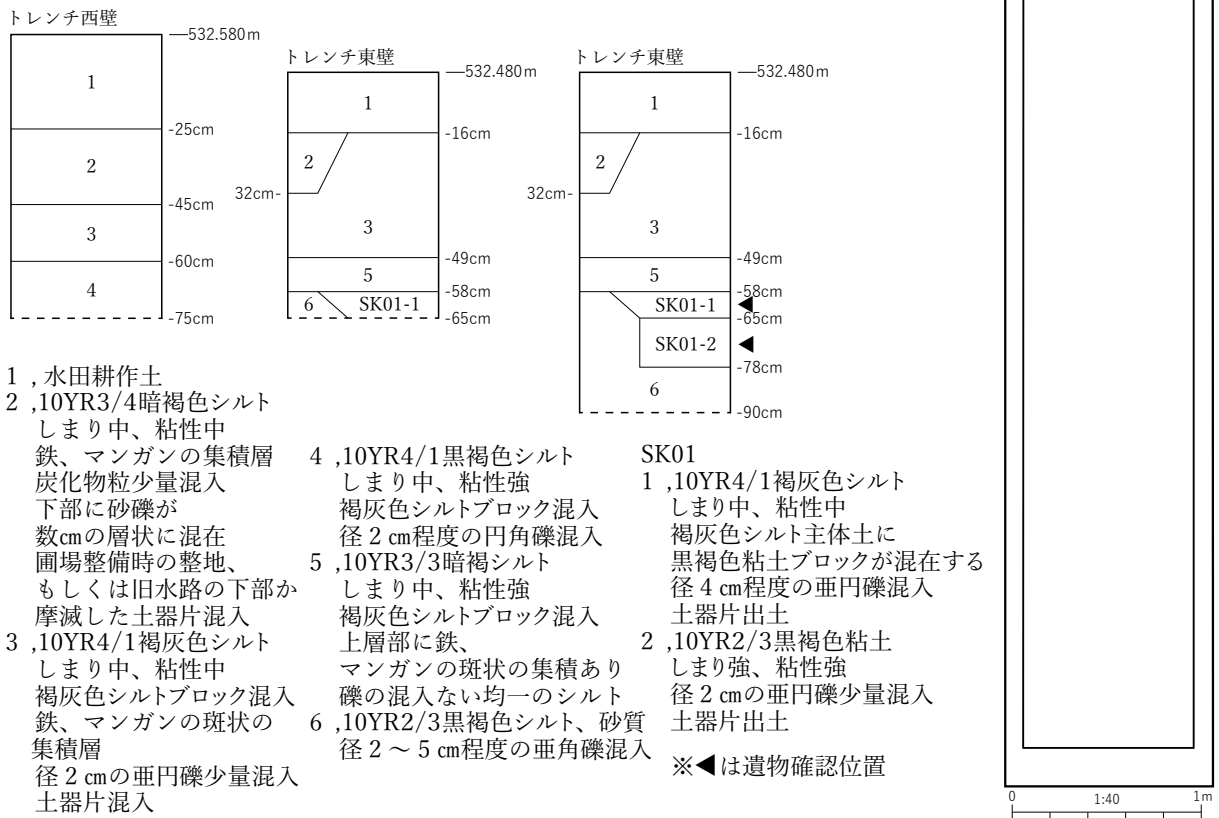 トレンチ西壁
532.580m
1
-25cm
2
-45cm
3
-60cm
4
-75cm
トレンチ東壁
532.480m
1
-16cm
2
32cm-
3
-49cm
5
-58cm
6
SK01-1
-65cm
トレンチ東壁
532.480m
1
-16cm
2
32cm-
3
-49cm
5
-58cm
SK01-1
-65cm
SK01-2
-78cm
6
-90cm
1 , 水田耕作土
2 ,10YR3/4暗褐色シルト
しまり中、粘性中
鉄、マンガンの集積層
炭化物粒少量混入
下部に砂礫が
数㎝の層状に混在
圃場整備時の整地、
もしくは旧水路の下部か
摩滅した土器片混入
3 ,10YR4/1褐灰色シルト
しまり中、粘性中
褐灰色シルトブロック混入
鉄、マンガンの斑状の
集積層
径 2 ㎝の亜円礫少量混入
土器片混入
4 ,10YR4/1黒褐色シルト
しまり中、粘性強
褐灰色シルトブロック混入
径 2 ㎝程度の円角礫混入
5 ,10YR3/3暗褐シルト
しまり中、粘性強
褐灰色シルトブロック混入
上層部に鉄、
マンガンの斑状の集積あり
礫の混入ない均一のシルト
6 ,10YR2/3黒褐色シルト、砂質
径 2 ～ 5 ㎝程度の亜角礫混入
SK01
1 ,10YR4/1褐灰色シルト
しまり中、粘性中
褐灰色シルト主体土に
黒褐色粘土ブロックが混在する
径 4 ㎝程度の亜円礫混入
土器片出土
2 ,10YR2/3黒褐色粘土
しまり強、粘性強
径 2 ㎝の亜円礫少量混入
土器片出土
※◀は遺物確認位置
0 1:40 1m